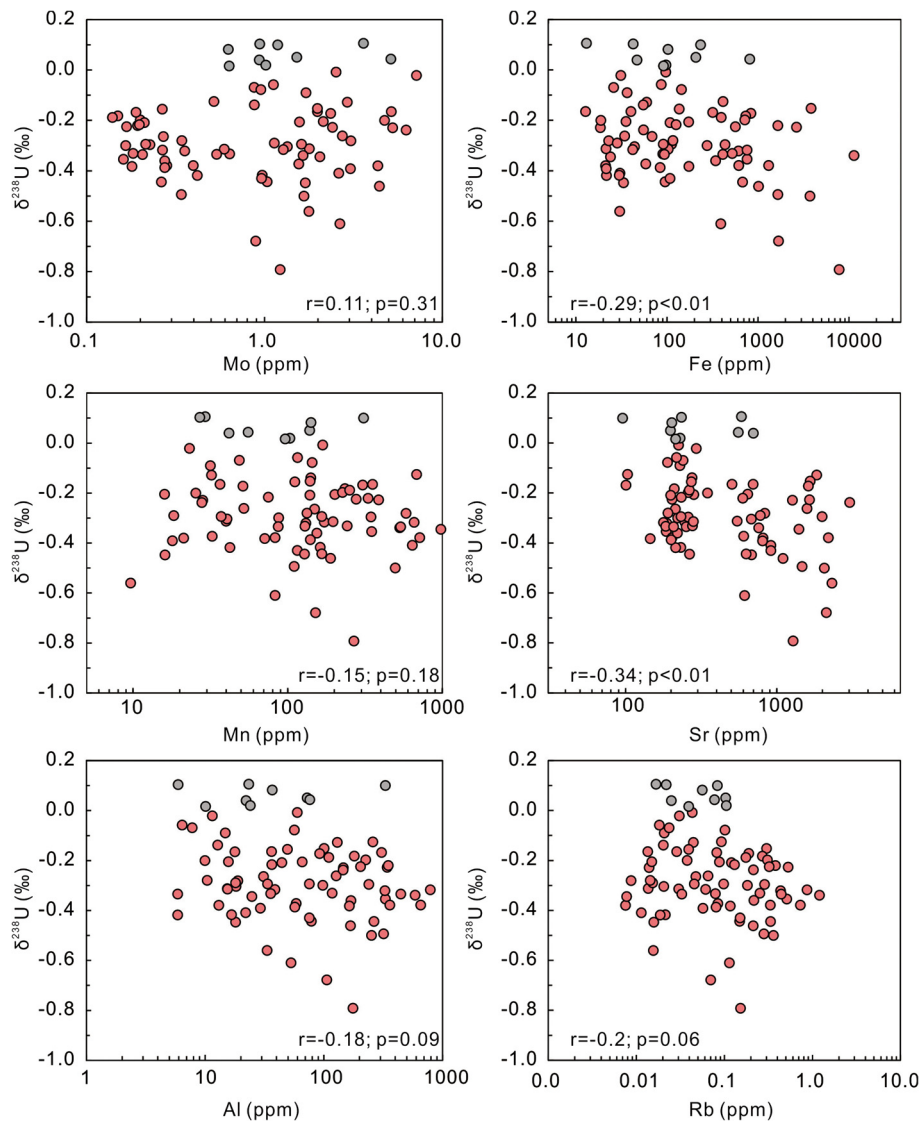 0.2
0.0
-0.2
-0.4
-0.6
-0.8
-1.0
δ²³⁸U (‰)
r=0.11; p=0.31
0.1 1.0 10.0
Mo (ppm)
0.2
0.0
-0.2
-0.4
-0.6
-0.8
-1.0
δ²³⁸U (‰)
r=-0.29; p<0.01
10 100 1000 10000
Fe (ppm)
0.2
0.0
-0.2
-0.4
-0.6
-0.8
-1.0
δ²³⁸U (‰)
r=-0.15; p=0.18
10 100 1000
Mn (ppm)
0.2
0.0
-0.2
-0.4
-0.6
-0.8
-1.0
δ²³⁸U (‰)
r=-0.34; p<0.01
100 1000
Sr (ppm)
0.2
0.0
-0.2
-0.4
-0.6
-0.8
-1.0
δ²³⁸U (‰)
r=-0.18; p=0.09
1 10 100 1000
Al (ppm)
0.2
0.0
-0.2
-0.4
-0.6
-0.8
-1.0
δ²³⁸U (‰)
r=-0.2; p=0.06
0.0 0.01 0.1 1.0 10.0
Rb (ppm)